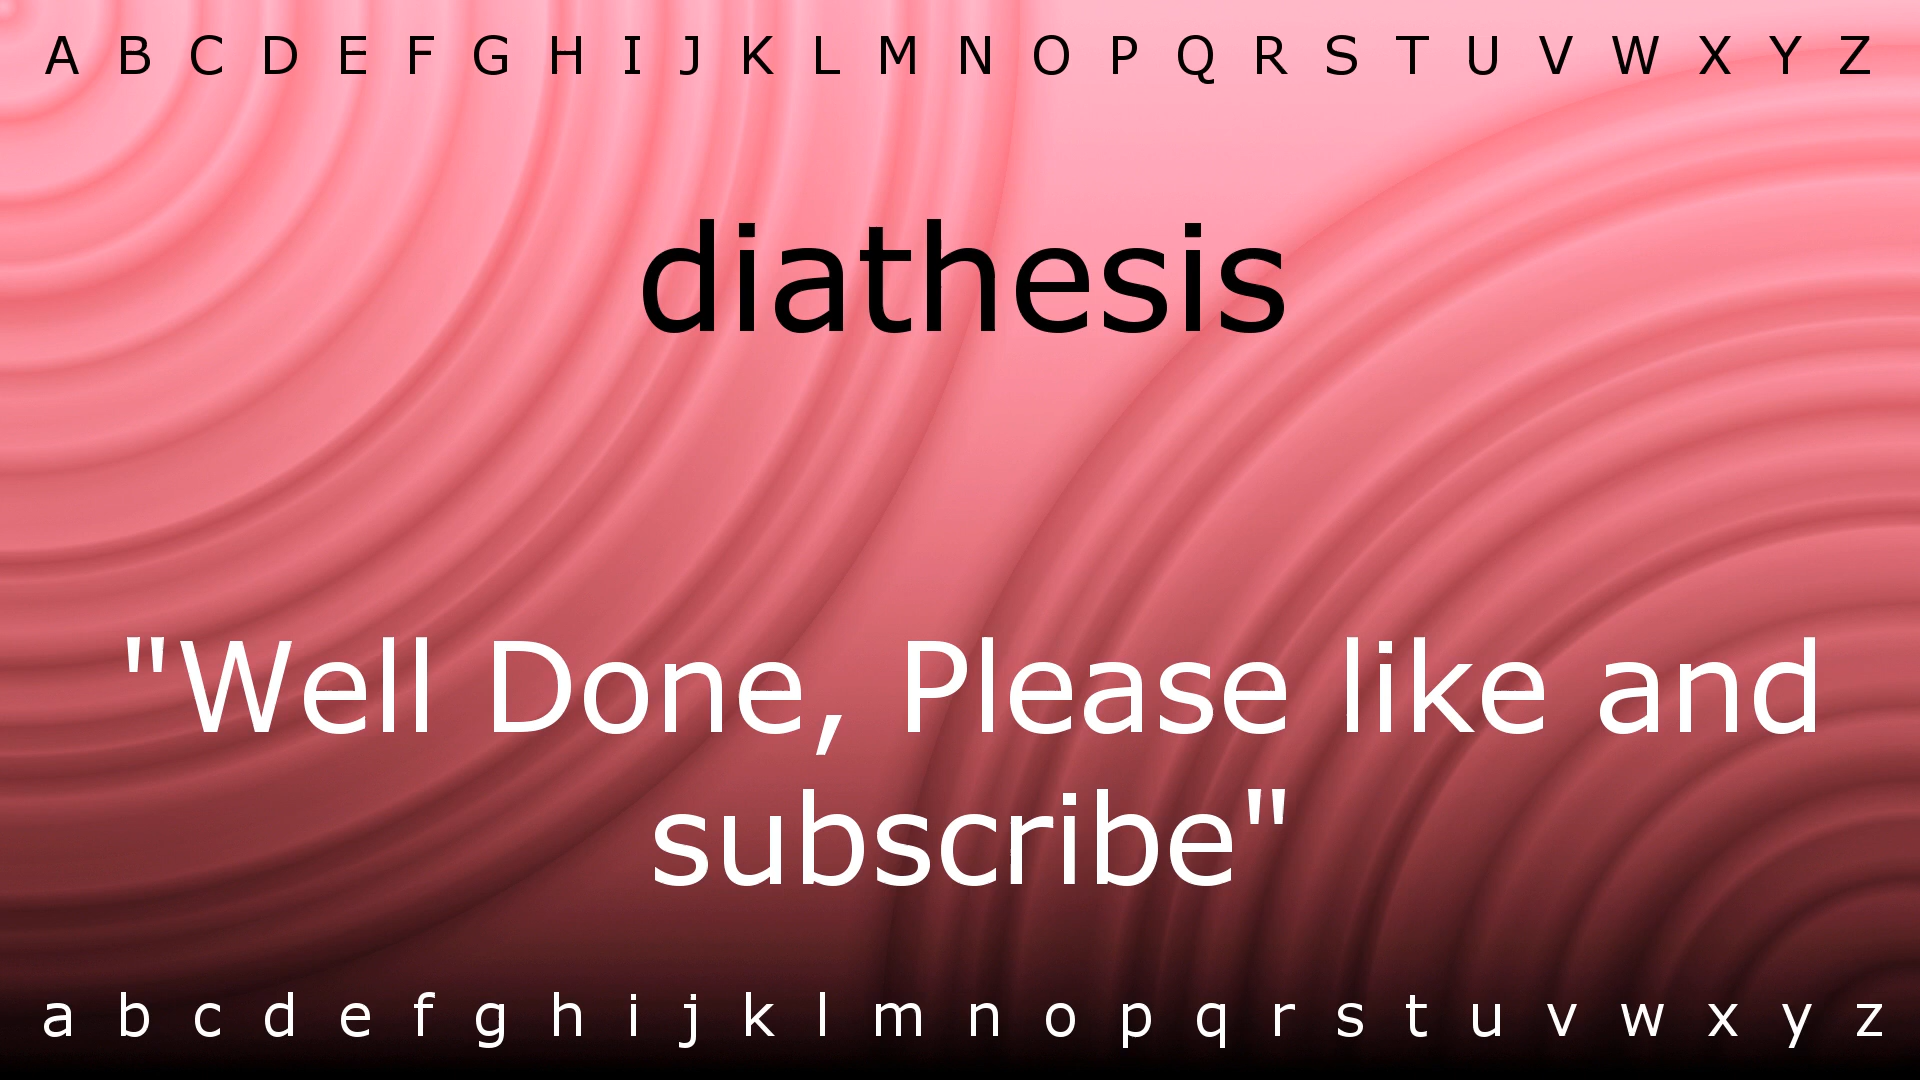 A B C D E F G H I J K L M N O P Q R S T U V W X Y Z
diathesis
"Well Done, Please like and
subscribe"
a b c d e f g h i j k l m n o p q r s t u v w x y z